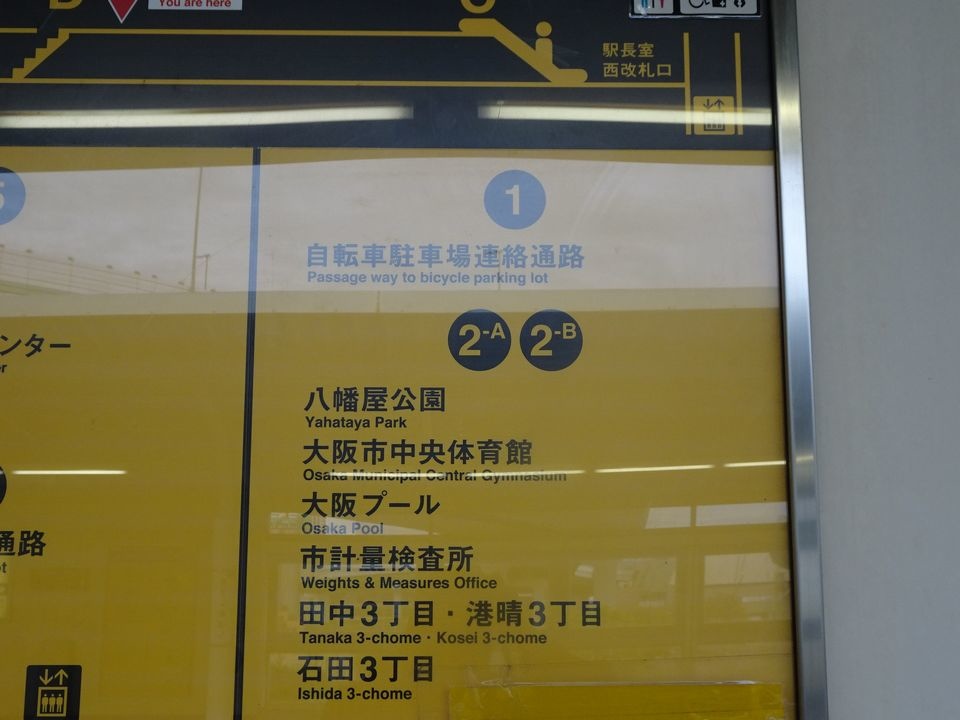 You are here
駅長室
西改札口
5
ンター
er
通路
ot
1
自転車駐車場連絡通路
Passage way to bicycle parking lot
2-A 2-B
八幡屋公園
Yahataya Park
大阪市中央体育館
Osaka Municipal Central Gymnasium
大阪プール
Osaka Pool
市計量検査所
Weights & Measures Office
田中3丁目・港晴3丁目
Tanaka 3-chome・Kosei 3-chome
石田3丁目
Ishida 3-chome